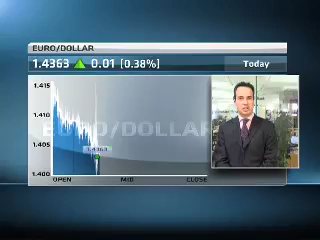 EURO/DOLLAR
1.4363 0.01 [0.38%] Today
1.415
1.410
1.405
1.400
EURO/DOLLAR
1.4363
OPEN MID CLOSE